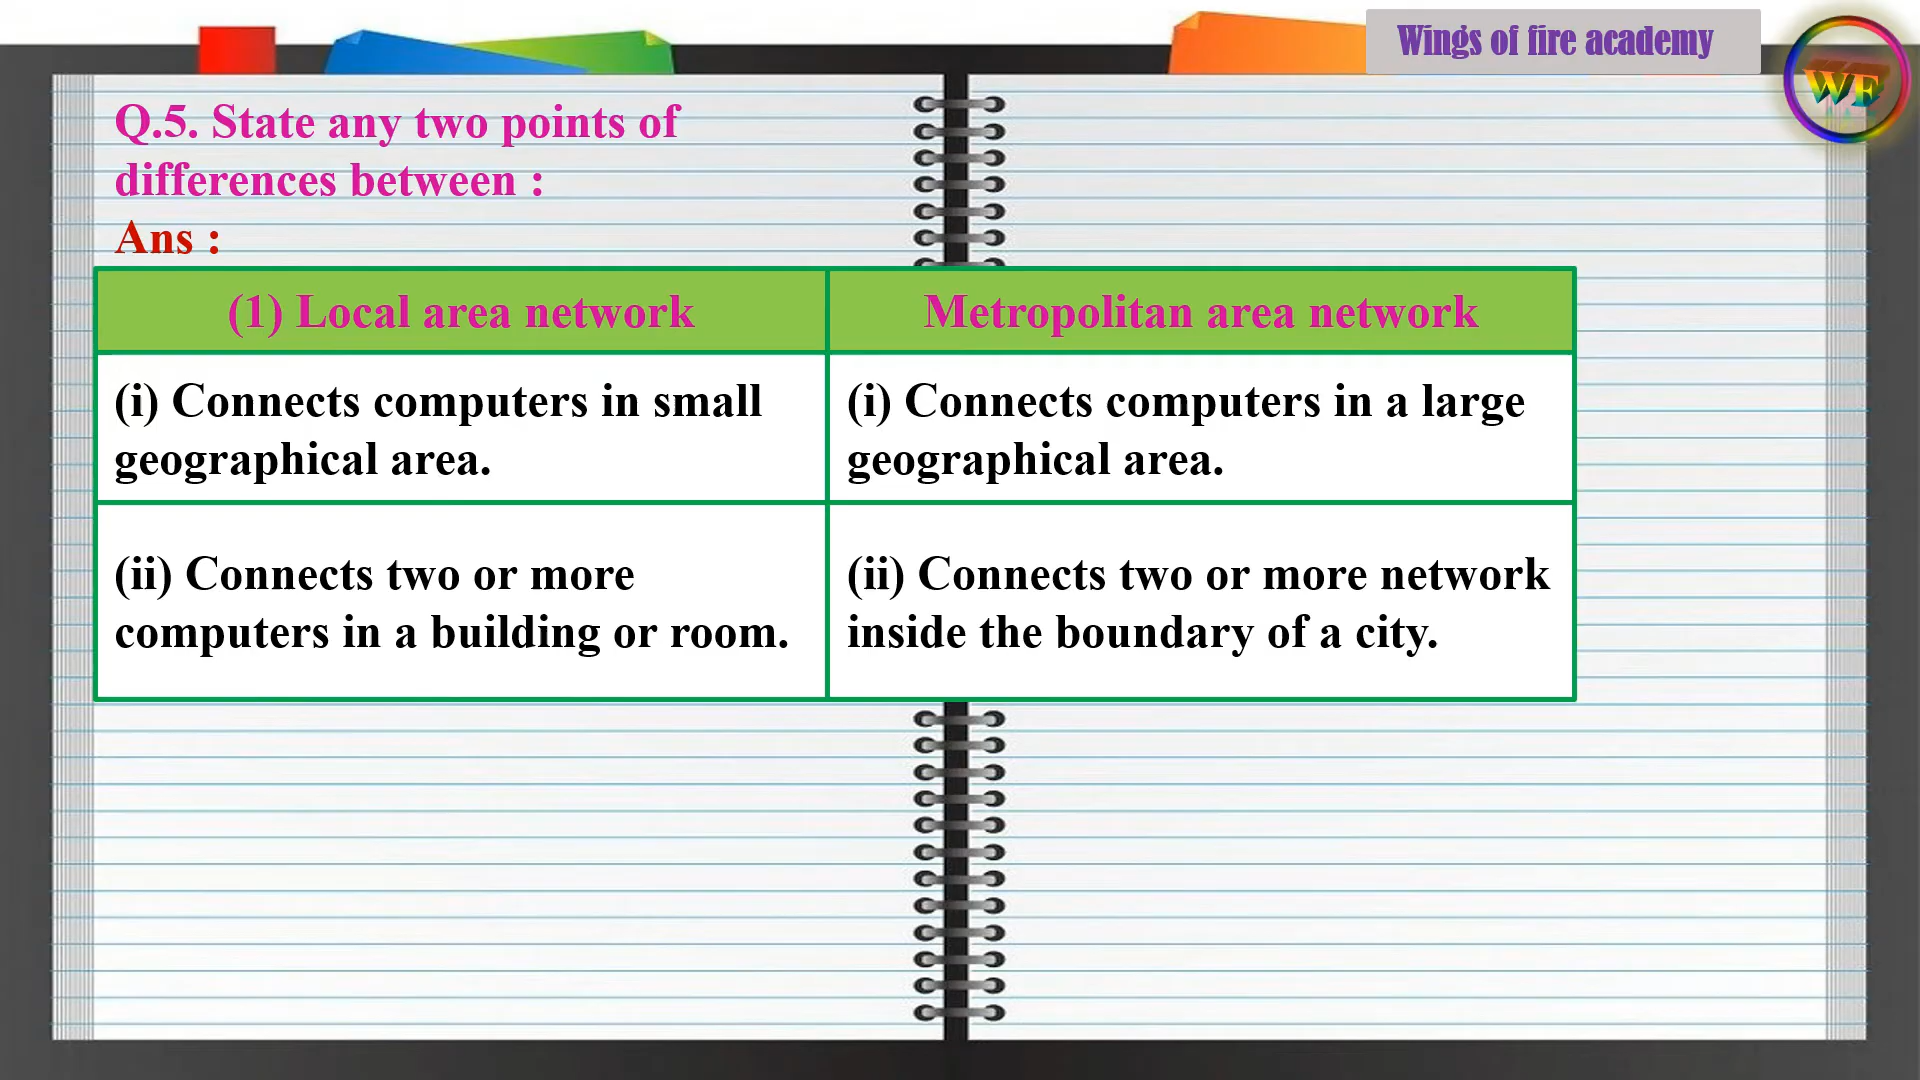 Wings of fire academy
WE
Q.5. State any two points of
differences between :
Ans :
(1) Local area network
Metropolitan area network
(i) Connects computers in small
geographical area.
(i) Connects computers in a large
geographical area.
(ii) Connects two or more
computers in a building or room.
(ii) Connects two or more network
inside the boundary of a city.